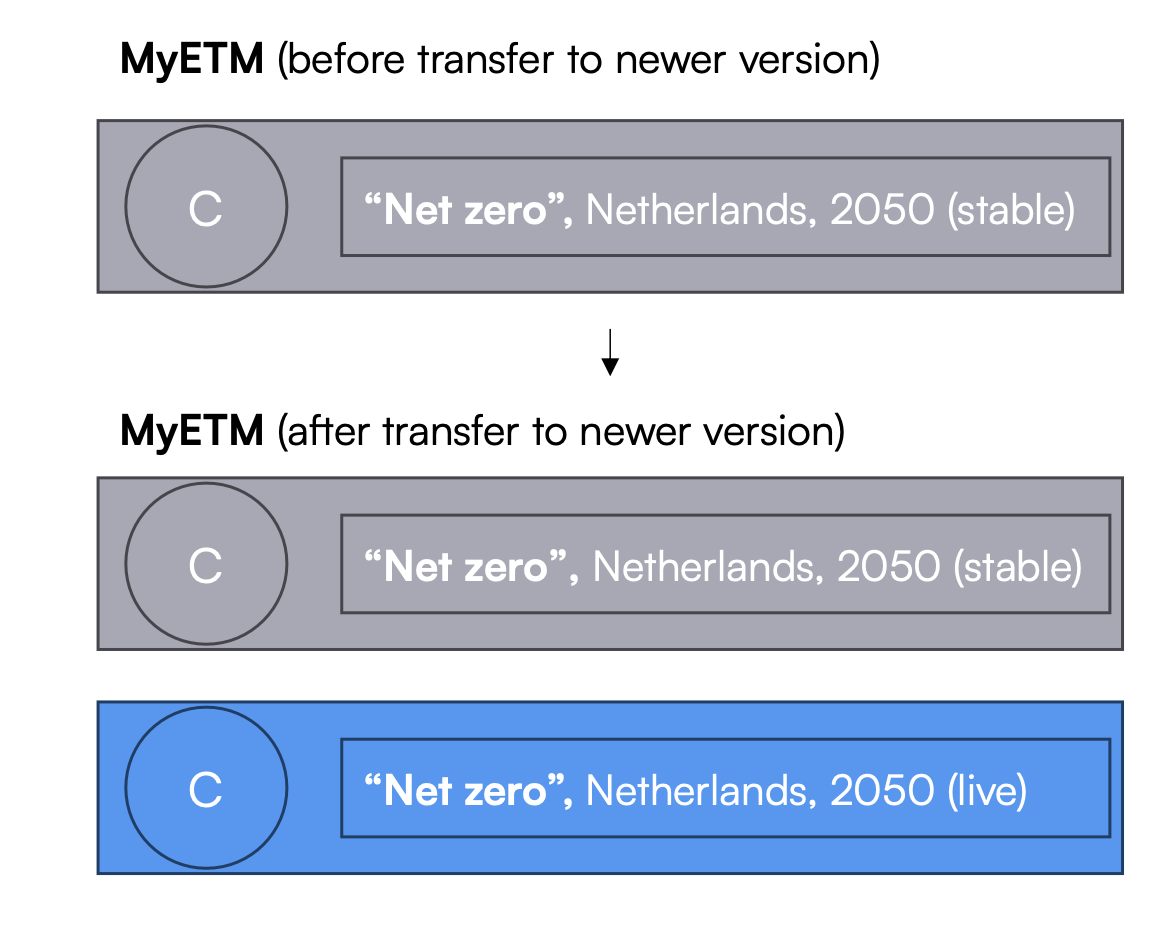 MyETM (before transfer to newer version)
C
“Net zero”, Netherlands, 2050 (stable)
MyETM (after transfer to newer version)
C
“Net zero”, Netherlands, 2050 (stable)
C
“Net zero”, Netherlands, 2050 (live)